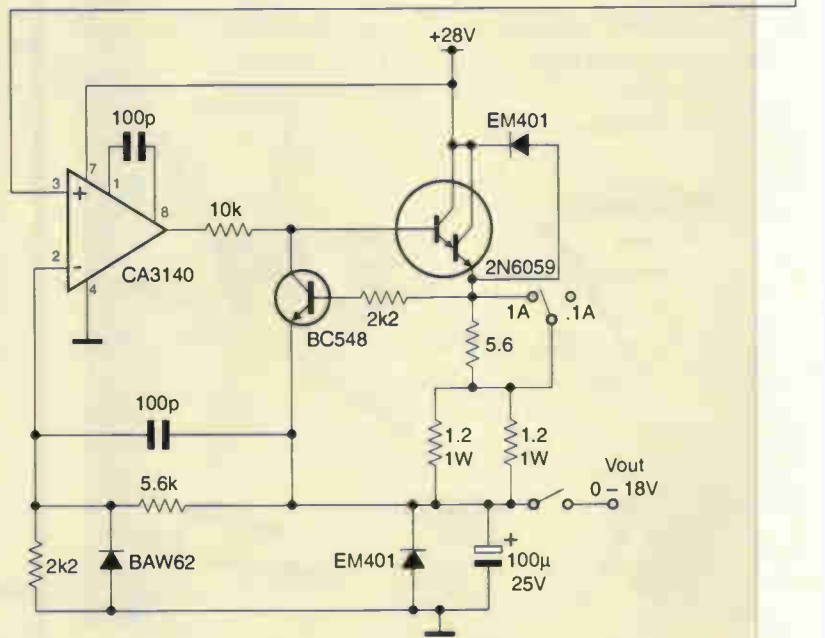 +28V
EM401
100p
7
1
8
3
+
10k
2
-
4
CA3140
2N6059
1A
.1A
2k2
BC548
5.6
100p
1.2
1W
1.2
1W
Vout
0 – 18V
5.6k
2k2
BAW62
EM401
+
100µ
25V